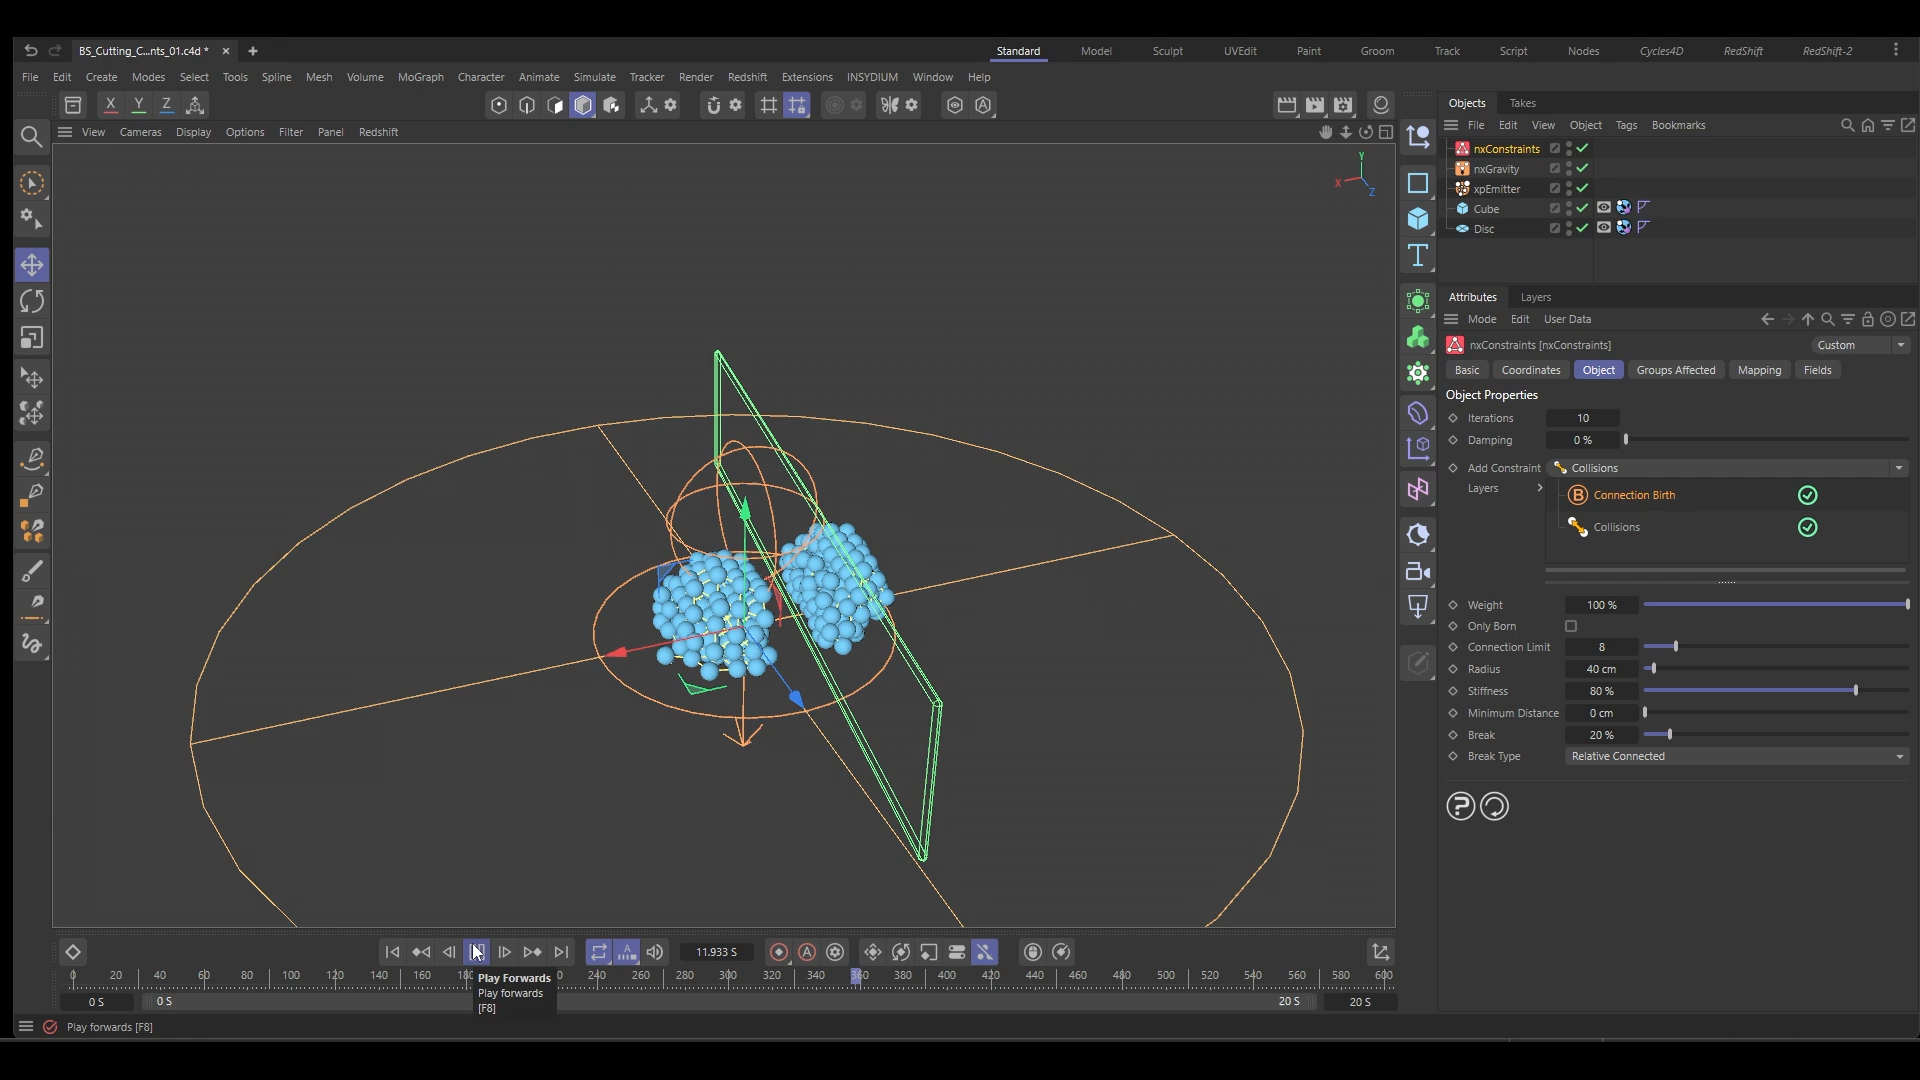 BS_Cutting_C...nts_01.c4d *
Standard Model Sculpt UVEdit Paint Groom Track Script Nodes Cycles4D RedShift RedShift-2
File Edit Create Modes Select Tools Spline Mesh Volume MoGraph Character Animate Simulate Tracker Render Redshift Extensions INSYDIUM Window Help
X Y Z
View Cameras Display Options Filter Panel Redshift
Y
X
Z
Objects Takes
File Edit View Object Tags Bookmarks
nxConstraints
nxGravity
xpEmitter
Cube
Disc
Attributes Layers
Mode Edit User Data
nxConstraints [nxConstraints] Custom
Basic Coordinates Object Groups Affected Mapping Fields
Object Properties
Iterations 10
Damping 0 %
Add Constraint Collisions
Layers
B Connection Birth
Collisions
Weight 100 %
Only Born
Connection Limit 8
Radius 40 cm
Stiffness 80 %
Minimum Distance 0 cm
Break 20 %
Break Type Relative Connected
11.933 S
0 20 40 60 80 100 120 140 160 180 0 240 260 280 300 320 340 360 380 400 420 440 460 480 500 520 540 560 580 600
Play Forwards
Play forwards
[F8]
0 S 0 S 20 S 20 S
Play forwards [F8]